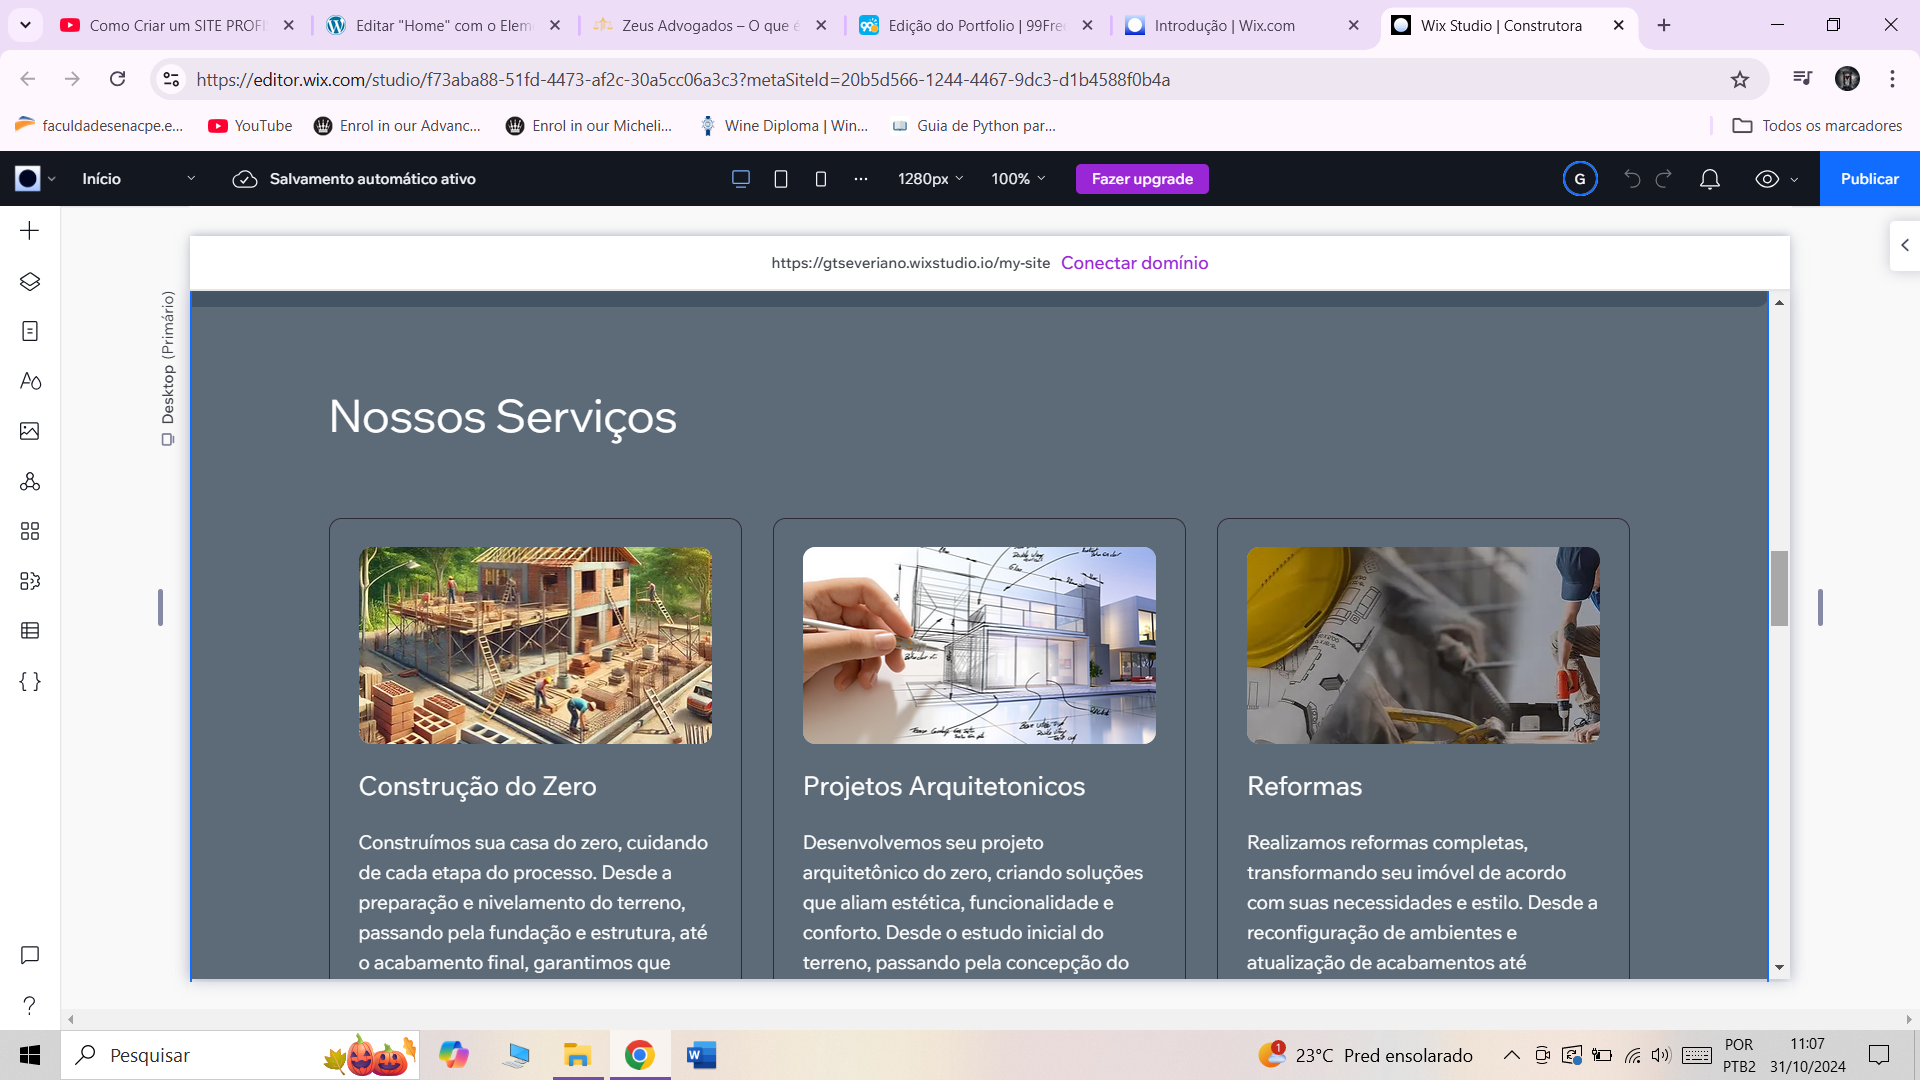 Como Criar um SITE PROFIS
Editar "Home" com o Eleme
Zeus Advogados – O que é
Edição do Portfolio | 99Free
Introdução | Wix.com
Wix Studio | Construtora
https://editor.wix.com/studio/f73aba88-51fd-4473-af2c-30a5cc06a3c3?metaSiteId=20b5d566-1244-4467-9dc3-d1b4588f0b4a
faculdadesenacpe.e...
YouTube
Enrol in our Advanc...
Enrol in our Micheli...
Wine Diploma | Win...
Guia de Python par...
Todos os marcadores
Início
Salvamento automático ativo
1280px
100%
Fazer upgrade
G
Publicar
https://gtseveriano.wixstudio.io/my-site Conectar domínio
Desktop (Primário)
Nossos Serviços
Construção do Zero
Construímos sua casa do zero, cuidando
de cada etapa do processo. Desde a
preparação e nivelamento do terreno,
passando pela fundação e estrutura, até
o acabamento final, garantimos que
Projetos Arquitetonicos
Desenvolvemos seu projeto
arquitetônico do zero, criando soluções
que aliam estética, funcionalidade e
conforto. Desde o estudo inicial do
terreno, passando pela concepção do
Reformas
Realizamos reformas completas,
transformando seu imóvel de acordo
com suas necessidades e estilo. Desde a
reconfiguração de ambientes e
atualização de acabamentos até
Pesquisar
1
23°C Pred ensolarado
POR
PTB2
11:07
31/10/2024